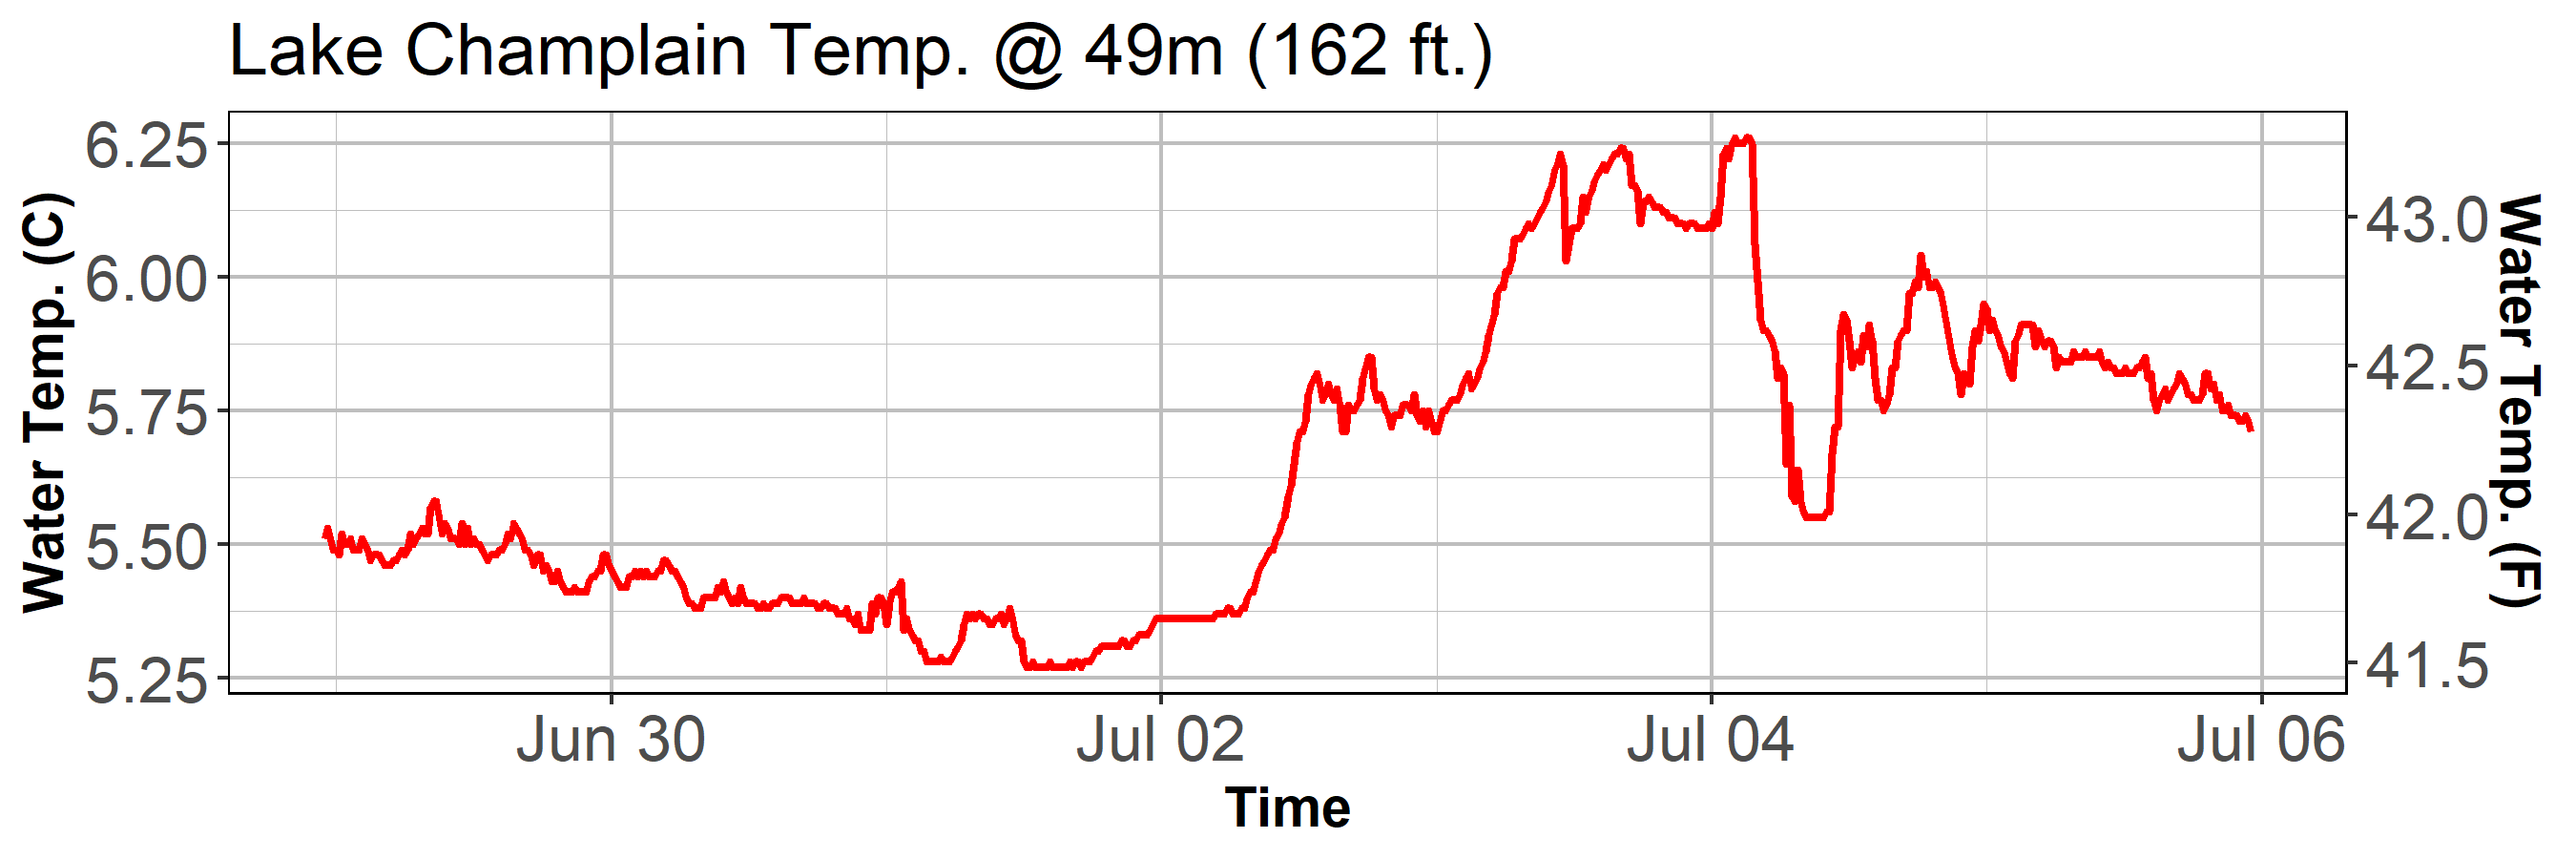 Lake Champlain Temp. @ 49m (162 ft.)
Water Temp. (C)
6.25
6.00
5.75
5.50
5.25
43.0
42.5
42.0
41.5
Water Temp. (F)
Jun 30
Jul 02
Jul 04
Jul 06
Time